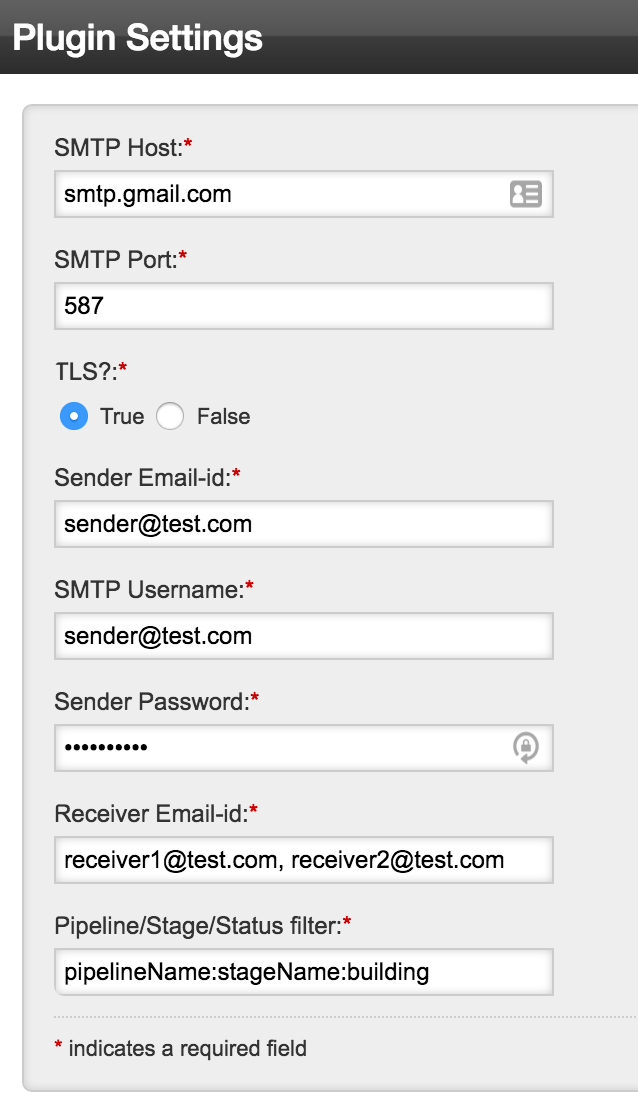 Plugin Settings
SMTP Host:*
smtp.gmail.com
SMTP Port:*
587
TLS?:*
True False
Sender Email-id:*
sender@test.com
SMTP Username:*
sender@test.com
Sender Password:*
••••••••••
Receiver Email-id:*
receiver1@test.com, receiver2@test.com
Pipeline/Stage/Status filter:*
pipelineName:stageName:building
* indicates a required field